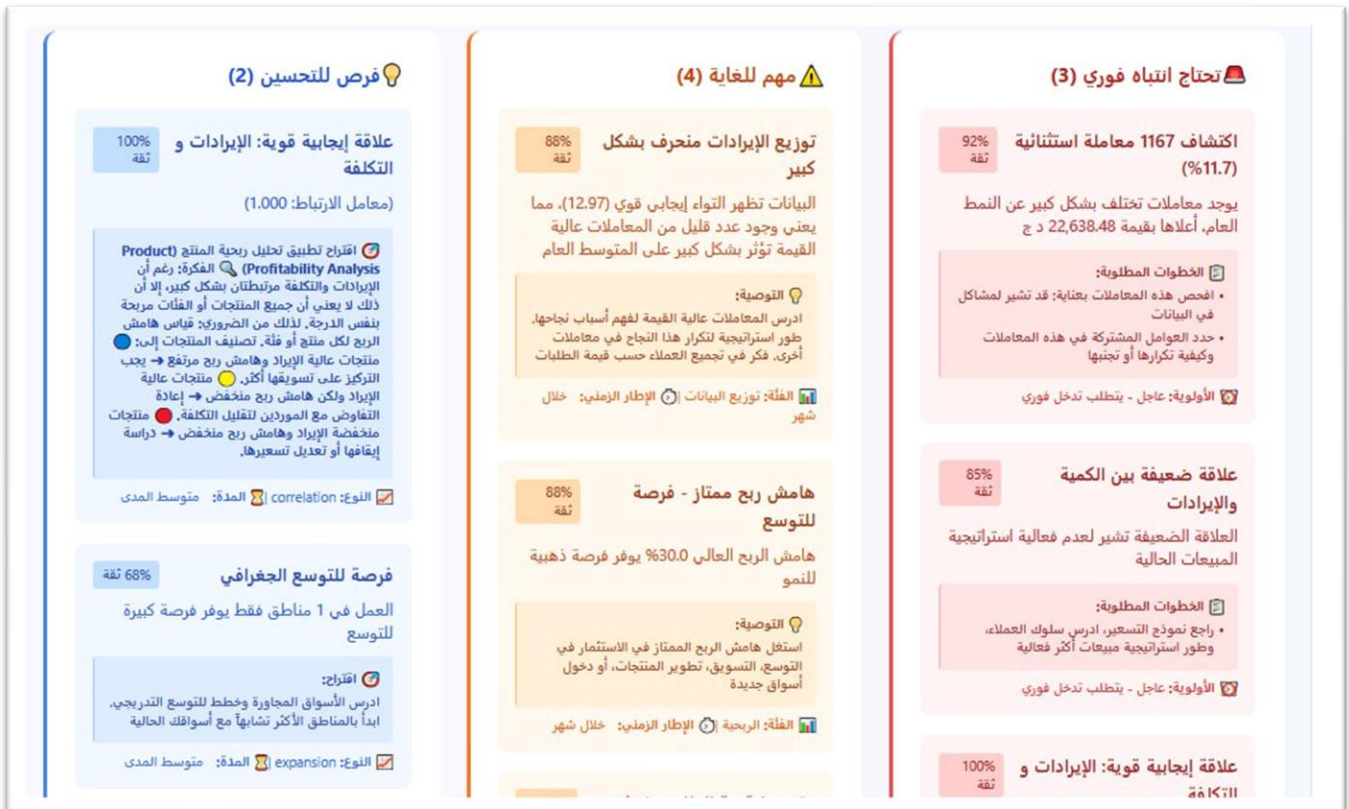 🚨تحتاج انتباه فوري (3)
اكتشاف 1167 معاملة استثنائية
(11.7%)
92%
ثقة
يوجد معاملات تختلف بشكل كبير عن النمط
العام، أعلاها بقيمة 22,638.48 د ج
📋 الخطوات المطلوبة:
• افحص هذه المعاملات بعناية: قد تشير لمشاكل
في البيانات
• حدد العوامل المشتركة في هذه المعاملات
وكيفية تكرارها أو تجنبها
⏰ الأولوية: عاجل - يتطلب تدخل فوري
علاقة ضعيفة بين الكمية
والإيرادات
85%
ثقة
العلاقة الضعيفة تشير لعدم فعالية استراتيجية
المبيعات الحالية
📋 الخطوات المطلوبة:
• راجع نموذج التسعير، ادرس سلوك العملاء،
وطور استراتيجية مبيعات أكثر فعالية
⏰ الأولوية: عاجل - يتطلب تدخل فوري
علاقة إيجابية قوية: الإيرادات و
التكلفة
100%
ثقة
⚠️ مهم للغاية (4)
توزيع الإيرادات منحرف بشكل
كبير
88%
ثقة
البيانات تظهر التواء إيجابي قوي (12.97)، مما
يعني وجود عدد قليل من المعاملات عالية
القيمة تؤثر بشكل كبير على المتوسط العام
💡 التوصية:
ادرس المعاملات عالية القيمة لفهم أسباب نجاحها.
طور استراتيجية لتكرار هذا النجاح في معاملات
أخرى. فكر في تجميع العملاء حسب قيمة الطلبات
📊 الفئة: توزيع البيانات |⏱ الإطار الزمني: خلال
شهر
هامش ربح ممتاز - فرصة
للتوسع
88%
ثقة
هامش الربح العالي 30.0% يوفر فرصة ذهبية
للنمو
💡 التوصية:
استغل هامش الربح الممتاز في الاستثمار في
التوسع، التسويق، تطوير المنتجات، أو دخول
أسواق جديدة
📊 الفئة: الربحية |⏱ الإطار الزمني: خلال شهر
💡فرص للتحسين (2)
علاقة إيجابية قوية: الإيرادات و
التكلفة
100%
ثقة
(معامل الارتباط: 1.000)
🎯 اقتراح تطبيق تحليل ربحية المنتج (Product
Profitability Analysis) 🔍 الفكرة: رغم أن
الإيرادات والتكلفة مرتبطتان بشكل كبير، إلا أن
ذلك لا يعني أن جميع المنتجات أو الفئات مربحة
بنفس الدرجة. لذلك من الضروري: قياس هامش
الربح لكل منتج أو فئة. تصنيف المنتجات إلى: 🔵
منتجات عالية الإيراد وهامش ربح مرتفع → يجب
التركيز على تسويقها أكثر. 🟡 منتجات عالية
الإيراد ولكن هامش ربح منخفض → إعادة
التفاوض مع الموردين لتقليل التكلفة. 🔴 منتجات
منخفضة الإيراد وهامش ربح منخفض → دراسة
إيقافها أو تعديل تسعيرها.
📈 النوع: correlation |⏳ المدة: متوسط المدى
فرصة للتوسع الجغرافي
68% ثقة
العمل في 1 مناطق فقط يوفر فرصة كبيرة
للتوسع
🎯 اقتراح:
ادرس الأسواق المجاورة وخطط للتوسع التدريجي.
ابدأ بالمناطق الأكثر تشابهاً مع أسواقك الحالية
📈 النوع: expansion |⏳ المدة: متوسط المدى